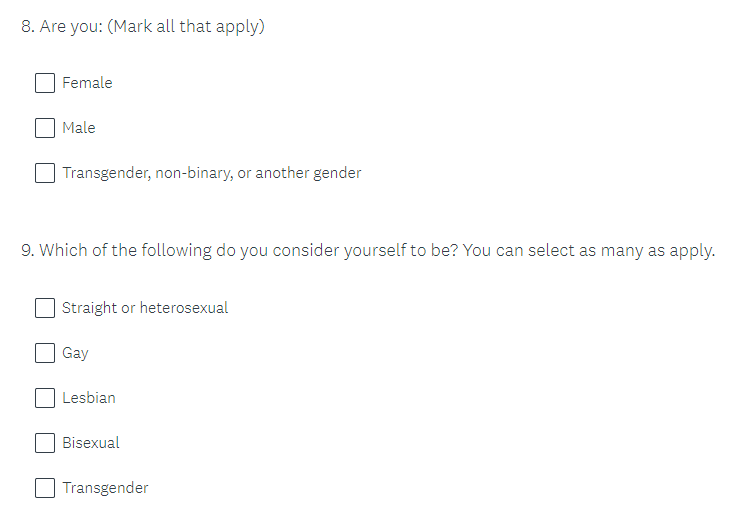 8. Are you: (Mark all that apply)
Female
Male
Transgender, non-binary, or another gender
9. Which of the following do you consider yourself to be? You can select as many as apply.
Straight or heterosexual
Gay
Lesbian
Bisexual
Transgender